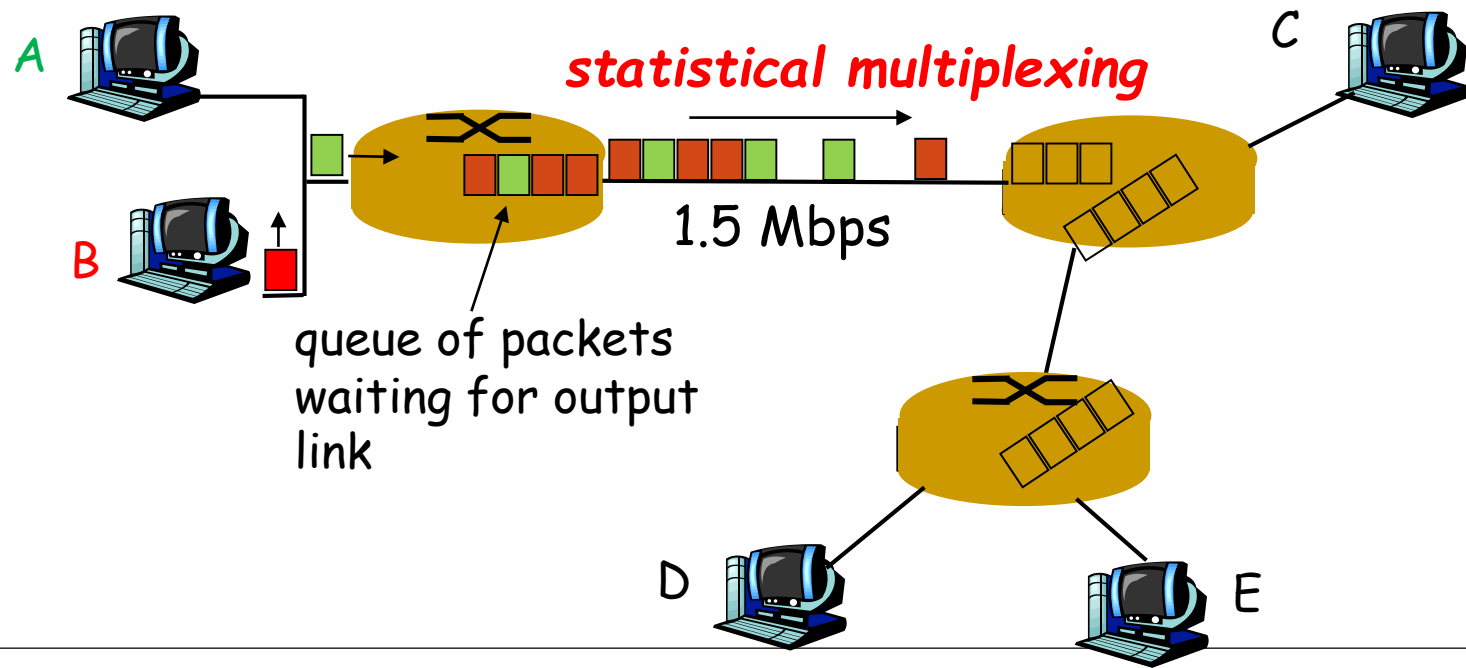 A
C
statistical multiplexing
1.5 Mbps
B
queue of packets
waiting for output
link
D
E